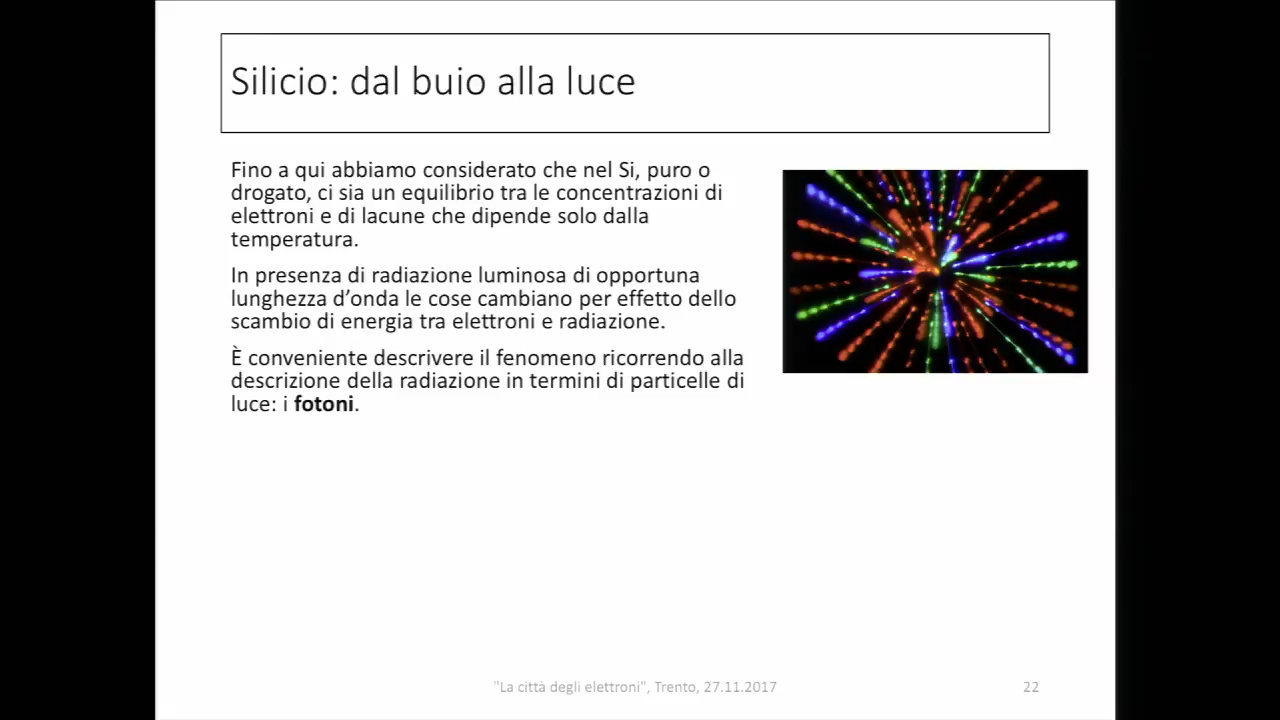 Silicio: dal buio alla luce
Fino a qui abbiamo considerato che nel Si, puro o
drogato, ci sia un equilibrio tra le concentrazioni di
elettroni e di lacune che dipende solo dalla
temperatura.
In presenza di radiazione luminosa di opportuna
lunghezza d’onda le cose cambiano per effetto dello
scambio di energia tra elettroni e radiazione.
È conveniente descrivere il fenomeno ricorrendo alla
descrizione della radiazione in termini di particelle di
luce: i fotoni.
"La città degli elettroni", Trento, 27.11.2017
22